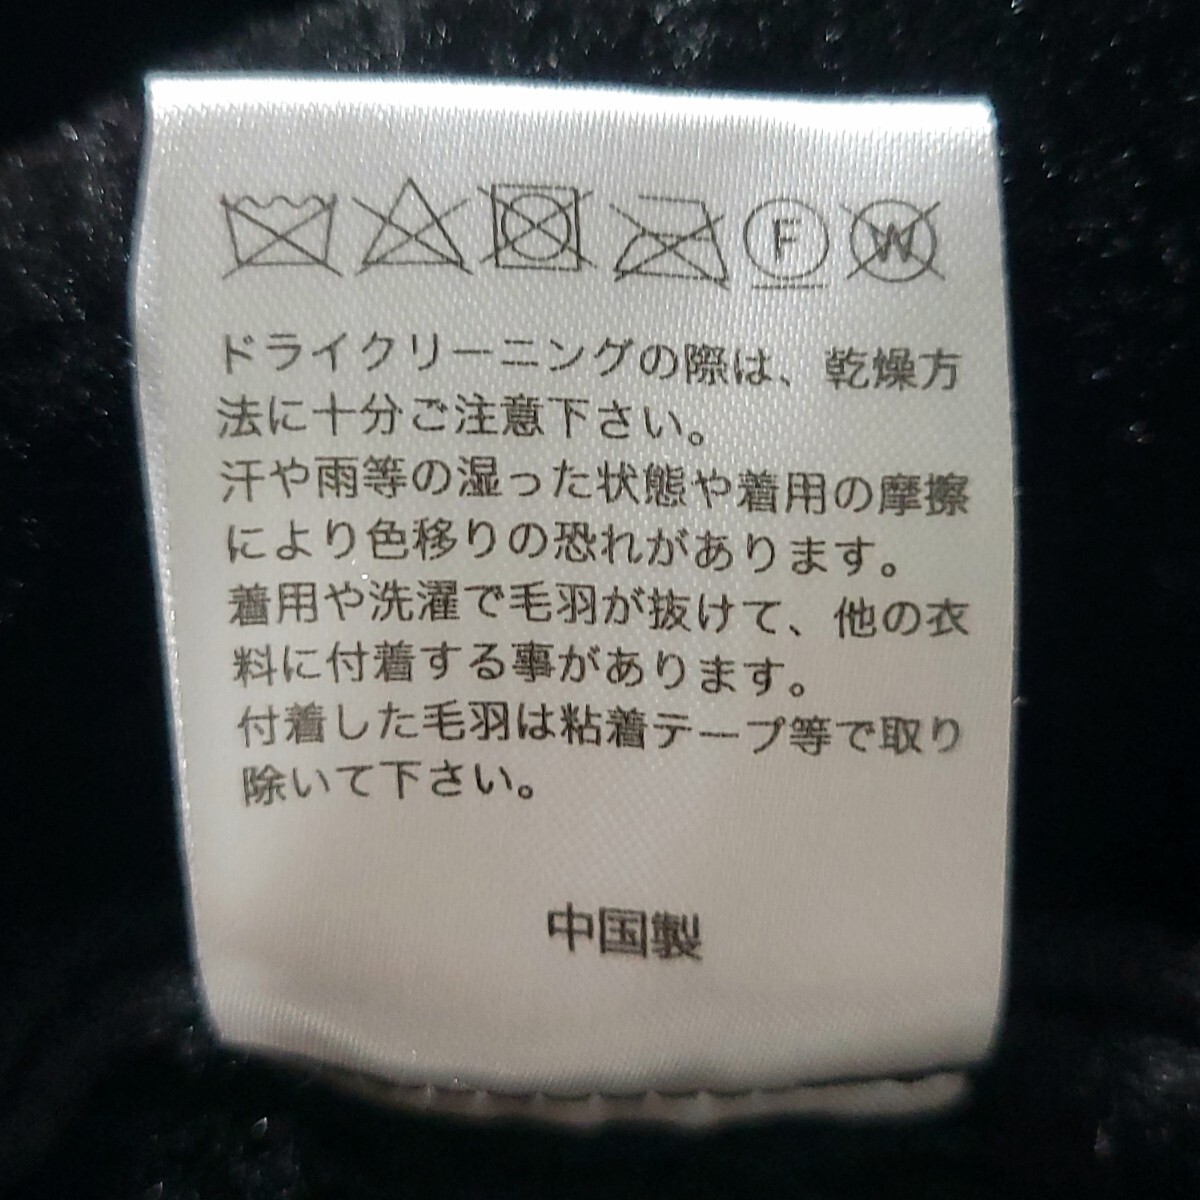 F W
ドライクリーニングの際は、乾燥方
法に十分ご注意下さい。
汗や雨等の湿った状態や着用の摩擦
により色移りの恐れがあります。
着用や洗濯で毛羽が抜けて、他の衣
料に付着する事があります。
付着した毛羽は粘着テープ等で取り
除いて下さい。
中国製